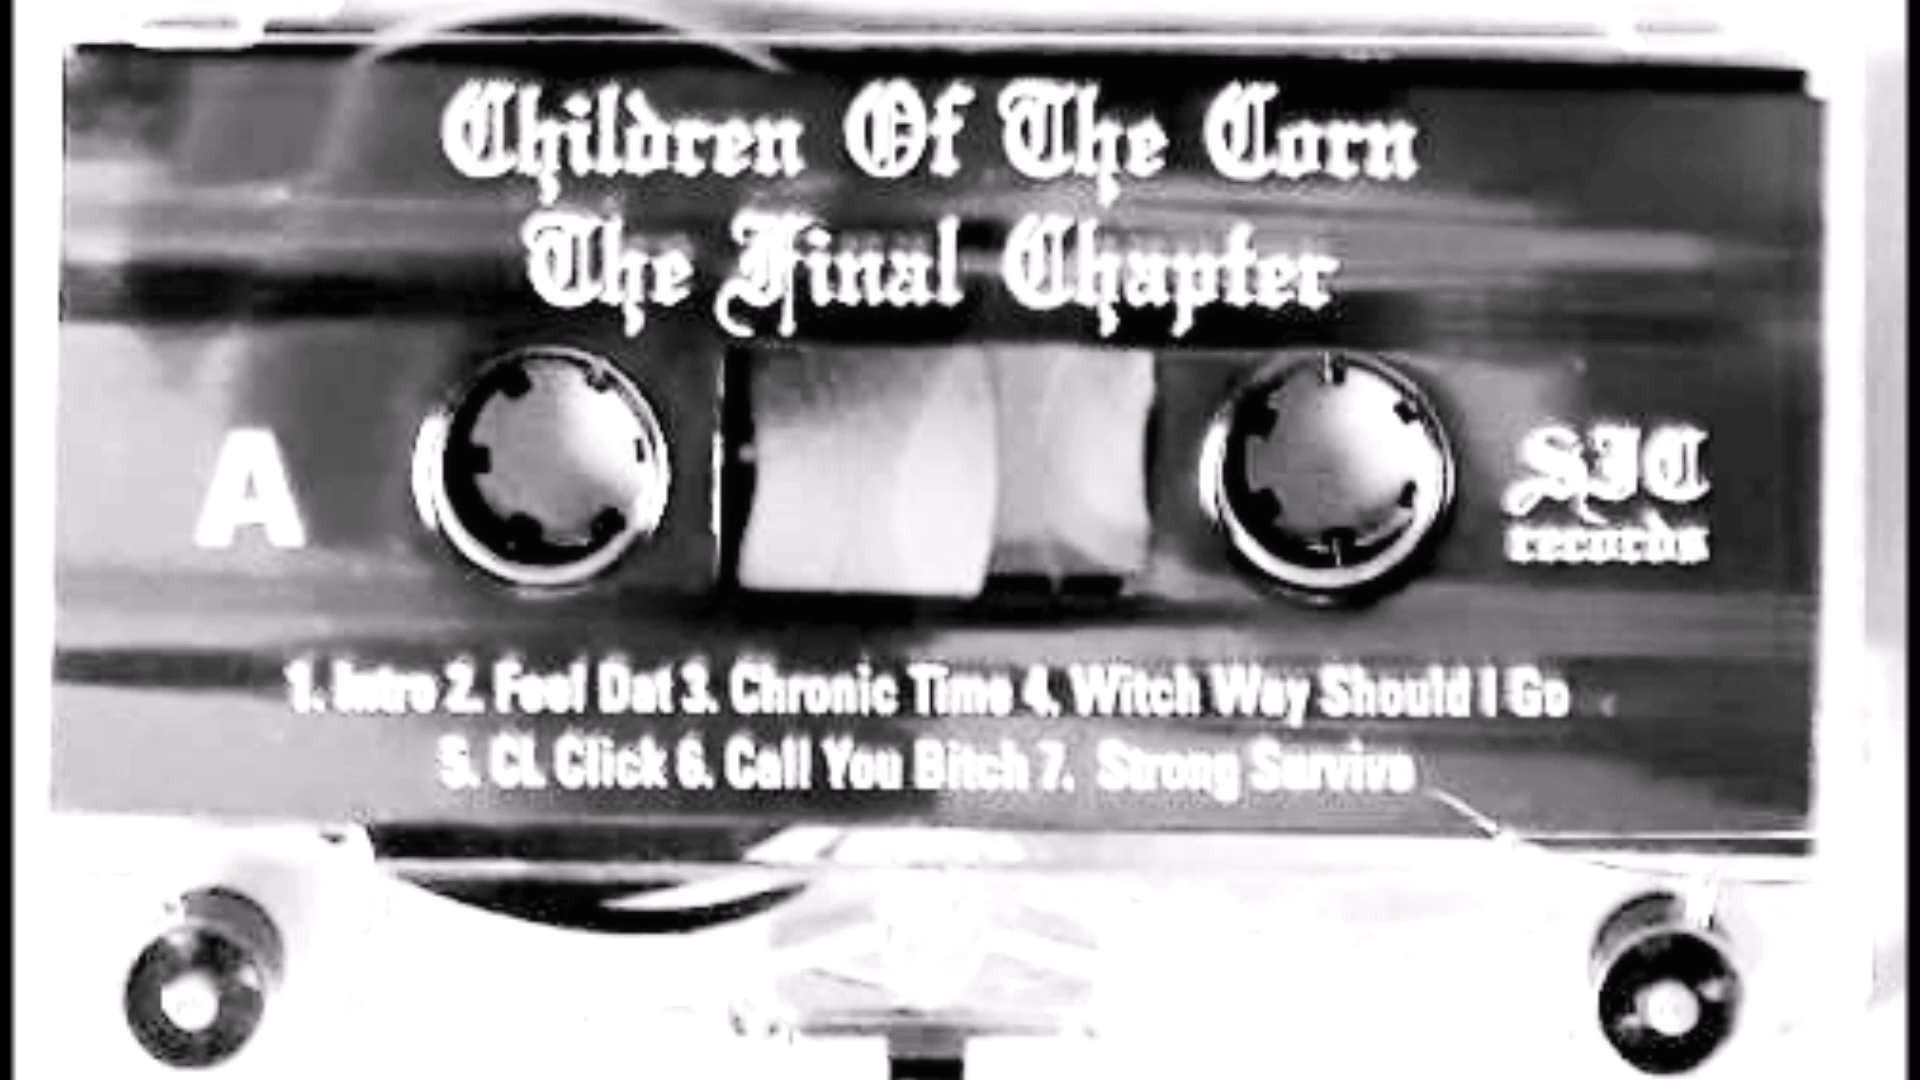 Children Of The Corn
The Final Chapter
A
SIC
records
1. Intro 2. Feel Dat 3. Chronic Time 4. Witch Way Should I Go
5. CL Click 6. Call You Bitch 7. Strong Survive